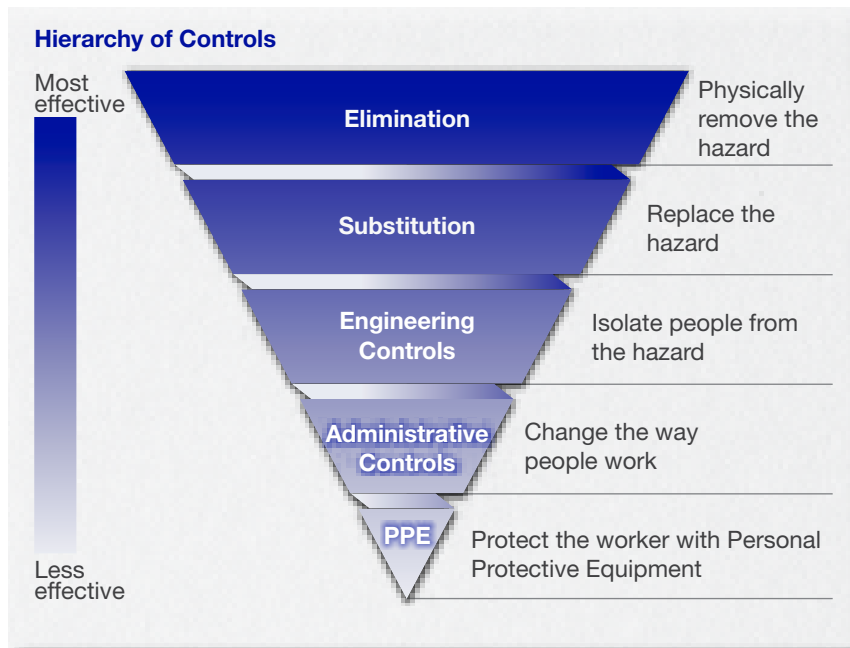 Hierarchy of Controls
Most
effective
Elimination
Physically
remove the
hazard
Substitution
Replace the
hazard
Engineering
Controls
Isolate people from
the hazard
Administrative
Controls
Change the way
people work
PPE
Protect the worker with Personal
Protective Equipment
Less
effective